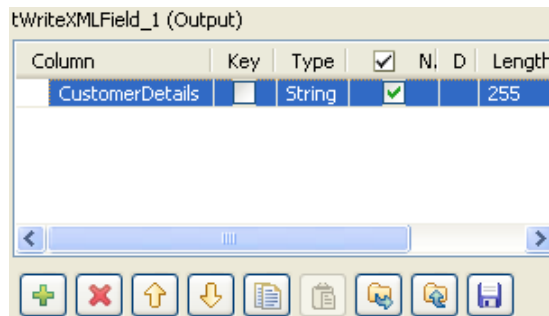 tWriteXMLField_1 (Output)
Column Key Type N. D Length
CustomerDetails String 255